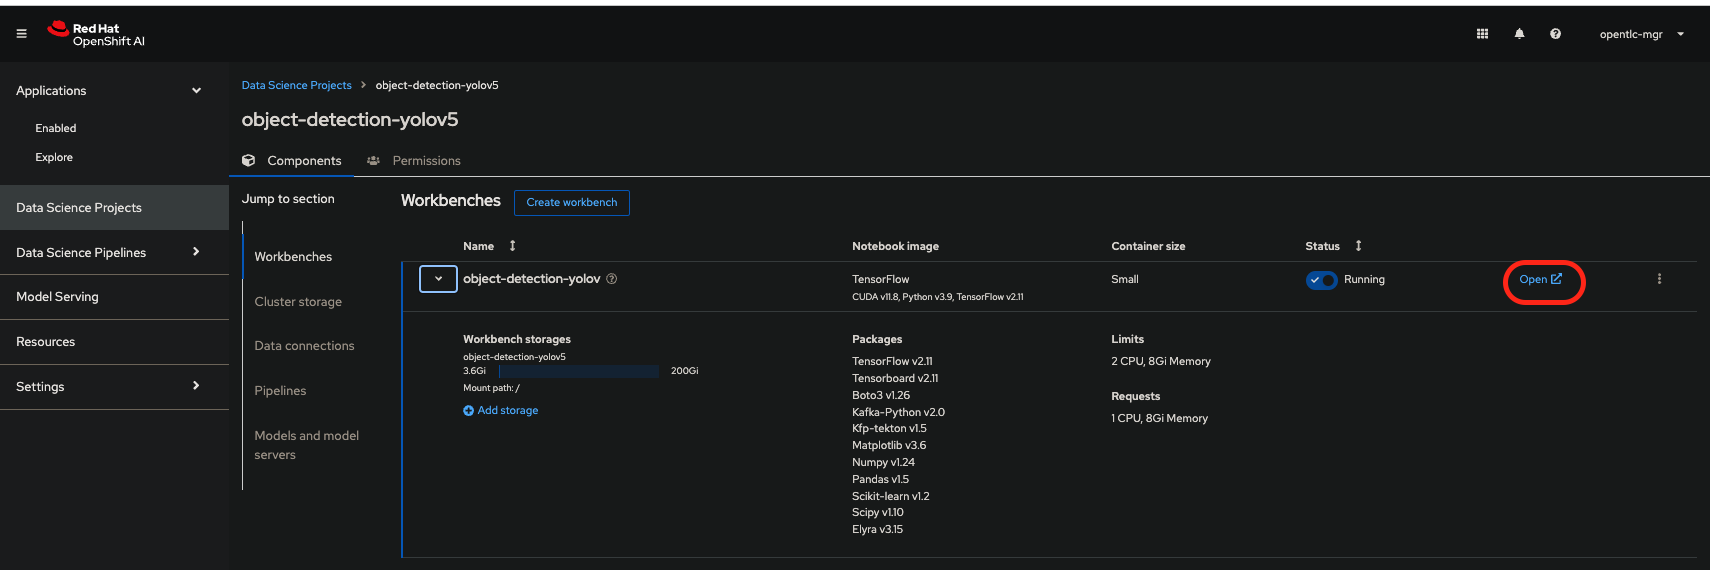 Red Hat
OpenShift AI
opentlc-mgr
Applications
Enabled
Explore
Data Science Projects
Data Science Pipelines
Model Serving
Resources
Settings
Data Science Projects > object-detection-yolov5
object-detection-yolov5
Components
Permissions
Jump to section
Workbenches
Cluster storage
Data connections
Pipelines
Models and model
servers
Workbenches
Create workbench
Name
Notebook image
Container size
Status
object-detection-yolov
TensorFlow
CUDA v11.8, Python v3.9, TensorFlow v2.11
Small
Running
Open
Workbench storages
object-detection-yolov5
3.6Gi
200Gi
Mount path: /
Add storage
Packages
TensorFlow v2.11
Tensorboard v2.11
Boto3 v1.26
Kafka-Python v2.0
Kfp-tekton v1.5
Matplotlib v3.6
Numpy v1.24
Pandas v1.5
Scikit-learn v1.2
Scipy v1.10
Elyra v3.15
Limits
2 CPU, 8Gi Memory
Requests
1 CPU, 8Gi Memory